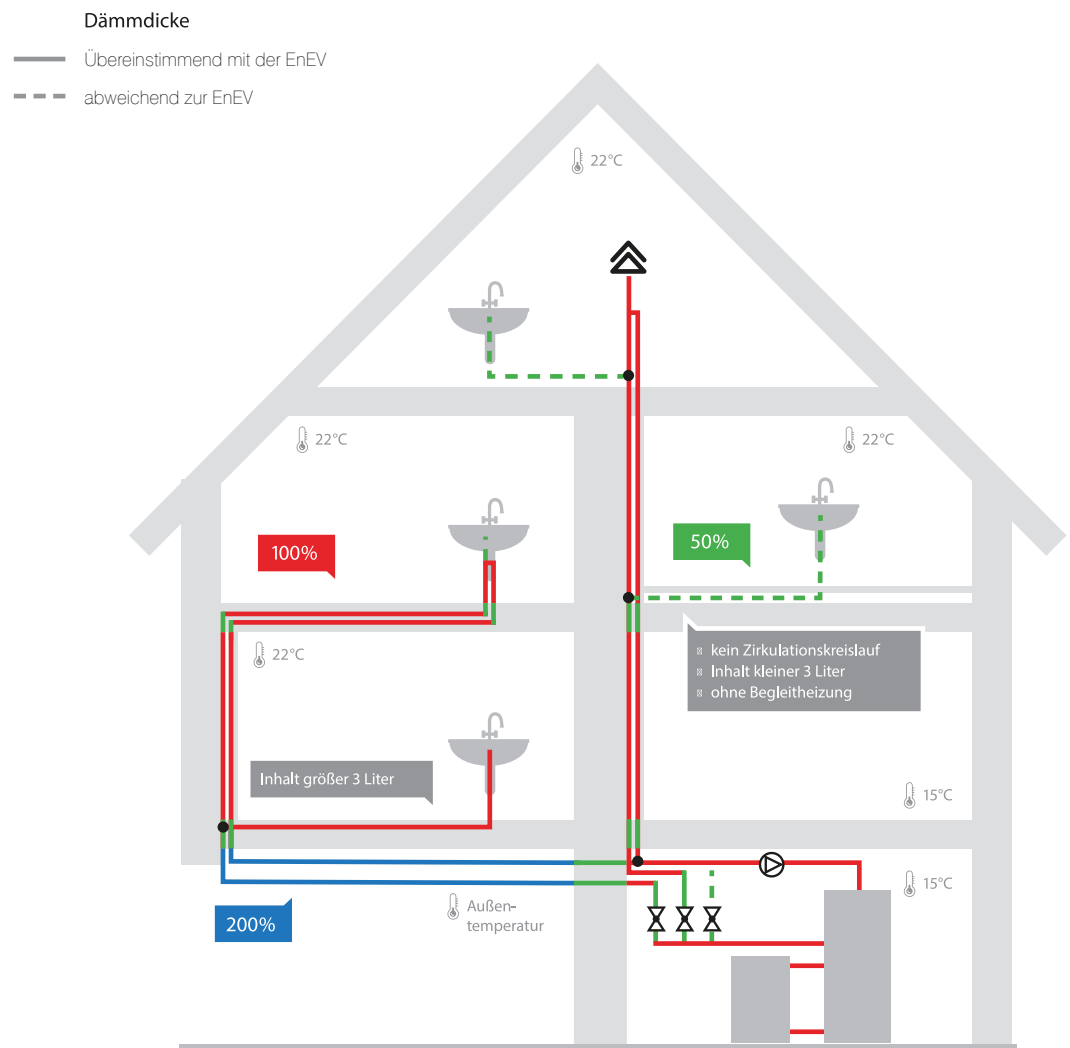 Dämmdicke
Übereinstimmend mit der EnEV
abweichend zur EnEV
22°C
22°C
22°C
100%
50%
22°C
kein Zirkulationskreislauf
Inhalt kleiner 3 Liter
ohne Begleitheizung
Inhalt größer 3 Liter
15°C
15°C
200%
Außen-
temperatur